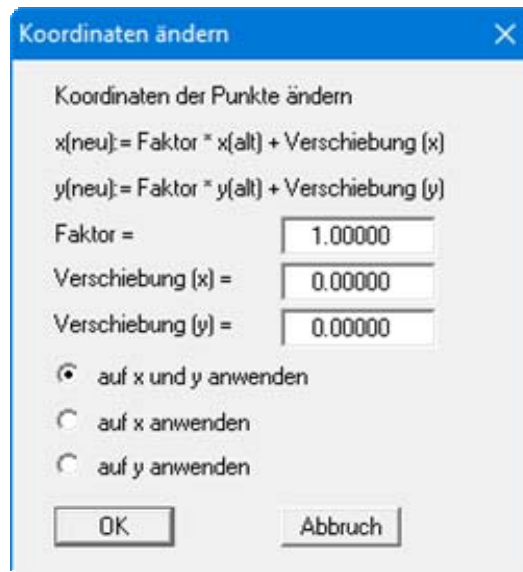 Koordinaten ändern
Koordinaten der Punkte ändern
x(neu):= Faktor * x(alt) + Verschiebung (x)
y(neu):= Faktor * y(alt) + Verschiebung (y)
Faktor = 1.00000
Verschiebung (x) = 0.00000
Verschiebung (y) = 0.00000
auf x und y anwenden
auf x anwenden
auf y anwenden
OK Abbruch